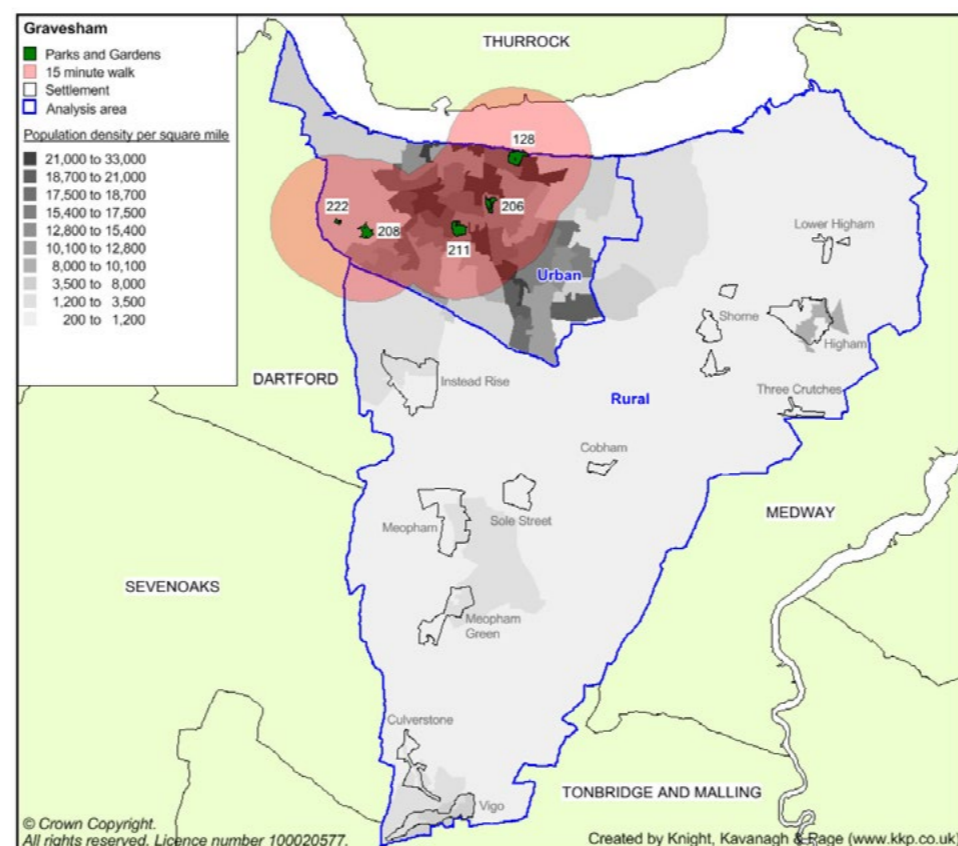 Gravesham
Parks and Gardens
15 minute walk
Settlement
Analysis area
Population density per square mile
21,000 to 33,000
18,700 to 21,000
17,500 to 18,700
15,400 to 17,500
12,800 to 15,400
10,100 to 12,800
8,000 to 10,100
3,500 to 8,000
1,200 to 3,500
200 to 1,200
THURROCK
128
222
208
206
211
Urban
Lower Higham
Shorne
Higham
DARTFORD
Instead Rise
Three Crutches
Rural
Cobham
MEDWAY
Meopham
Sole Street
SEVENOAKS
Meopham
Green
Culverstone
Vigo
TONBRIDGE AND MALLING
© Crown Copyright.
All rights reserved. Licence number 100020577.
Created by Knight, Kavanagh & Page (www.kkp.co.uk)